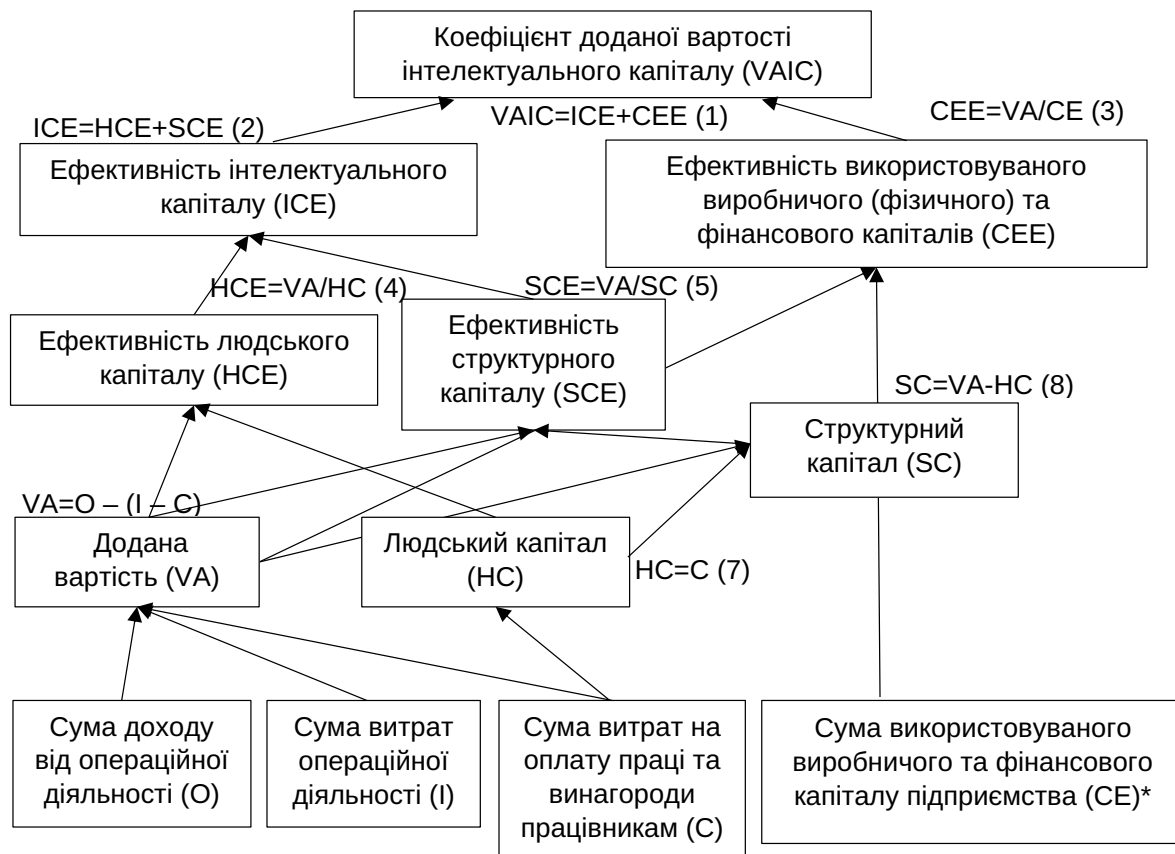 Коефіцієнт доданої вартості
інтелектуального капіталу (VAIC)
ICE=HCE+SCE (2)
VAIC=ICE+CEE (1)
CEE=VA/CE (3)
Ефективність інтелектуального
капіталу (ICE)
Ефективність використовуваного
виробничого (фізичного) та
фінансового капіталів (CEE)
HCE=VA/HC (4)
SCE=VA/SC (5)
Ефективність людського
капіталу (HCE)
Ефективність
структурного
капіталу (SCE)
SC=VA-HC (8)
Структурний
капітал (SC)
VA=O – (I – C)
Додана
вартість (VA)
Людський капітал
(HC)
HC=C (7)
Сума доходу
від операційної
діяльності (O)
Сума витрат
операційної
діяльності (I)
Сума витрат на
оплату праці та
винагороди
працівникам (C)
Сума використовуваного
виробничого та фінансового
капіталу підприємства (CE)*